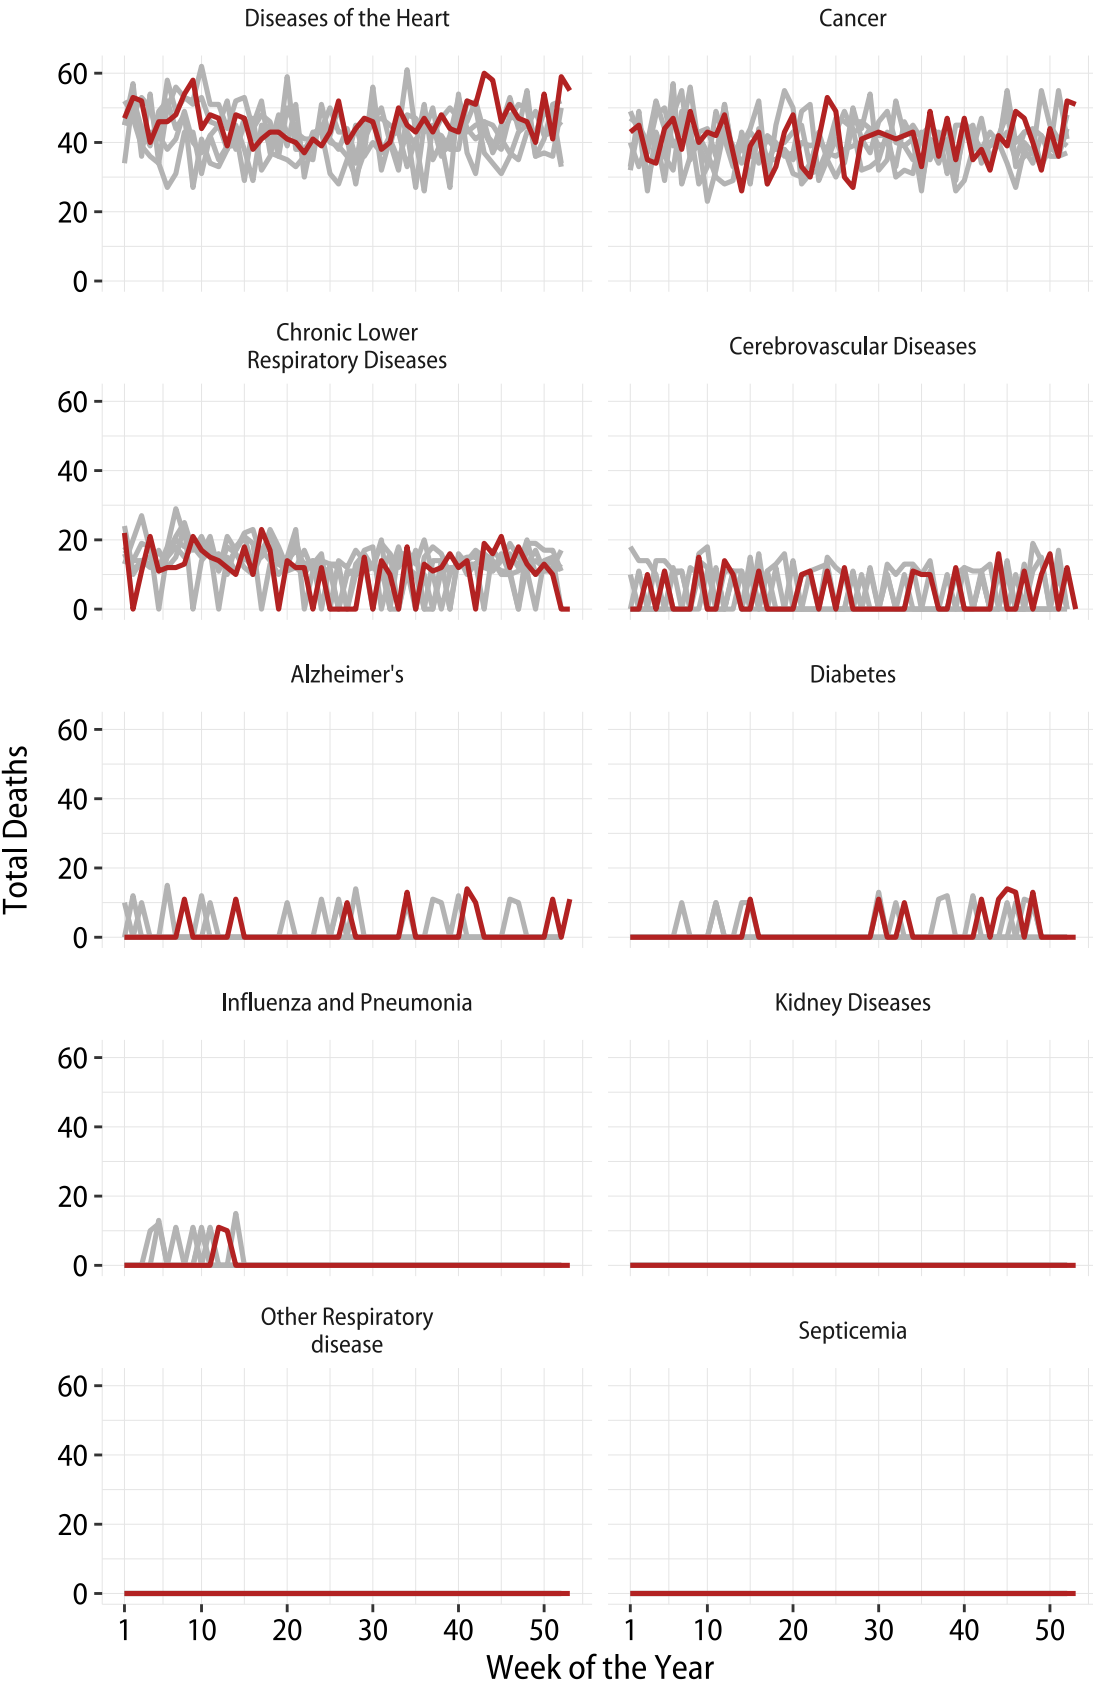 Diseases of the Heart
Cancer
60
40
20
0
Chronic Lower
Respiratory Diseases
Cerebrovascular Diseases
60
40
20
0
Alzheimer's
Diabetes
60
40
20
0
Total Deaths
Influenza and Pneumonia
Kidney Diseases
60
40
20
0
Other Respiratory
disease
Septicemia
60
40
20
0
1 10 20 30 40 50
1 10 20 30 40 50
Week of the Year